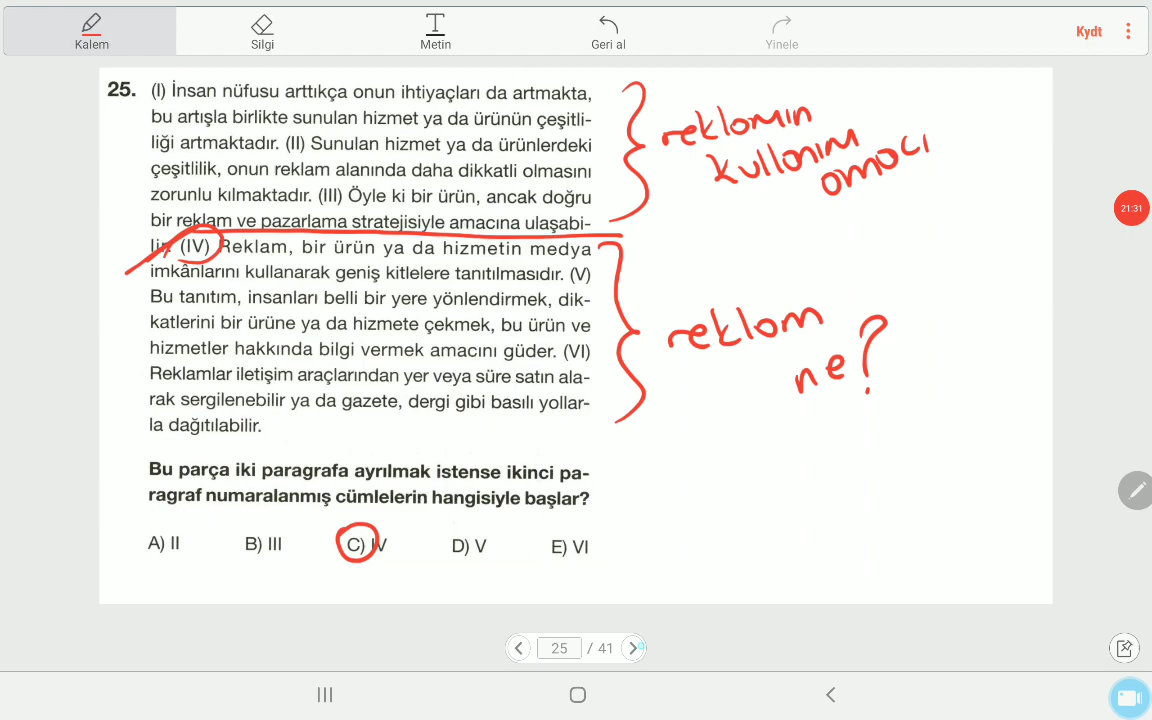 Kalem
Silgi
Metin
Geri al
Yinele
Kydt
25. (I) İnsan nüfusu arttıkça onun ihtiyaçları da artmakta,
bu artışla birlikte sunulan hizmet ya da ürünün çeşitli-
liği artmaktadır. (II) Sunulan hizmet ya da ürünlerdeki
çeşitlilik, onun reklam alanında daha dikkatli olmasını
zorunlu kılmaktadır. (III) Öyle ki bir ürün, ancak doğru
bir reklam ve pazarlama stratejisiyle amacına ulaşabi-
lir. (IV) Reklam, bir ürün ya da hizmetin medya
imkânlarını kullanarak geniş kitlelere tanıtılmasıdır. (V)
Bu tanıtım, insanları belli bir yere yönlendirmek, dik-
katlerini bir ürüne ya da hizmete çekmek, bu ürün ve
hizmetler hakkında bilgi vermek amacını güder. (VI)
Reklamlar iletişim araçlarından yer veya süre satın ala-
rak sergilenebilir ya da gazete, dergi gibi basılı yollar-
la dağıtılabilir.
reklamın
kullanım
amacı
21:31
reklam
ne?
Bu parça iki paragrafa ayrılmak istense ikinci pa-
ragraf numaralanmış cümlelerin hangisiyle başlar?
A) II B) III C) IV D) V E) VI
25 / 41